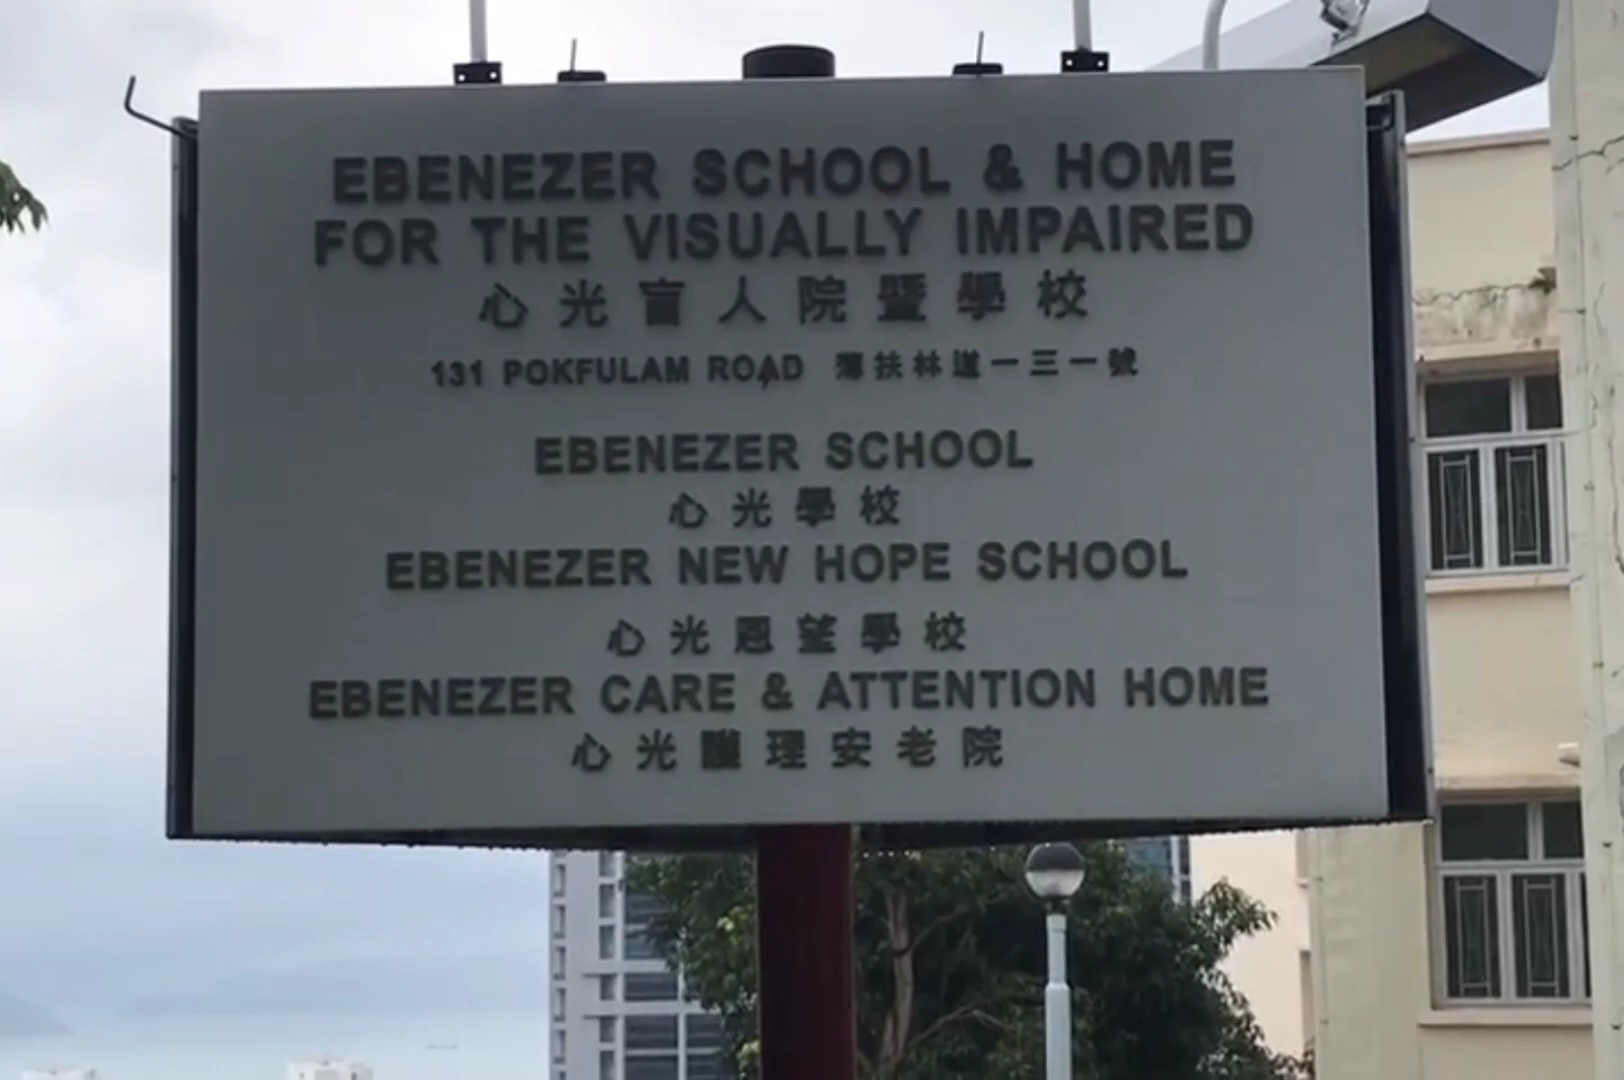 EBENEZER SCHOOL & HOME
FOR THE VISUALLY IMPAIRED
心光盲人院暨學校
131 POKFULAM ROAD 薄扶林道一三一號
EBENEZER SCHOOL
心光學校
EBENEZER NEW HOPE SCHOOL
心光恩望學校
EBENEZER CARE & ATTENTION HOME
心光護理安老院